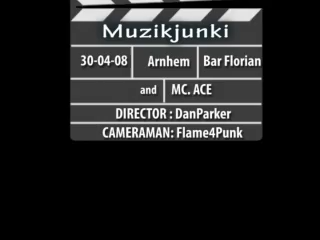 Muzikjunki
30-04-08 Arnhem Bar Florian
and MC. ACE
DIRECTOR : DanParker
CAMERAMAN: Flame4Punk